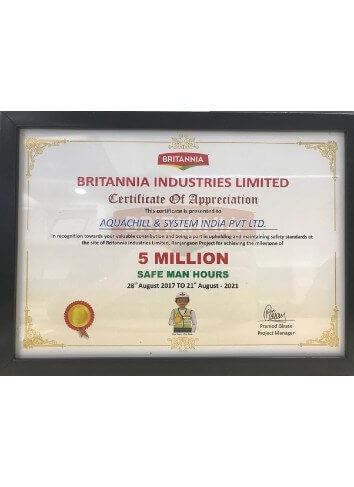 BRITANNIA
BRITANNIA INDUSTRIES LIMITED
Certificate Of Appreciation
This certificate is presented to
AQUACHILL & SYSTEM INDIA PVT LTD.
In recognition towards your valuable contribution and being a part in upholding and maintaining safety standards at
the site of Britannia Industries Limited, Ranjangaon Project for achieving the milestone of
5 MILLION
SAFE MAN HOURS
28th August 2017 TO 21st August - 2021
Pramod Birase
Project Manager